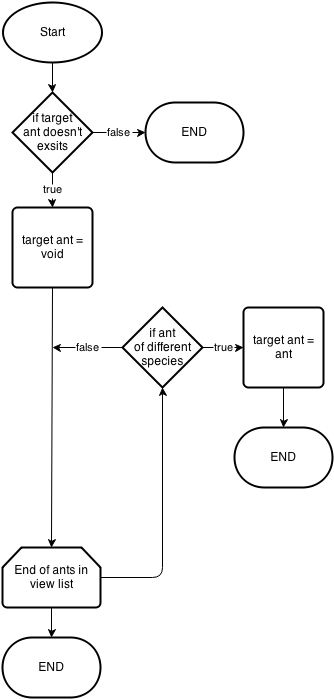 Start
if target
ant doesn't
exsits
false
END
true
target ant =
void
if ant
of different
species
false
true
target ant =
ant
END
End of ants in
view list
END